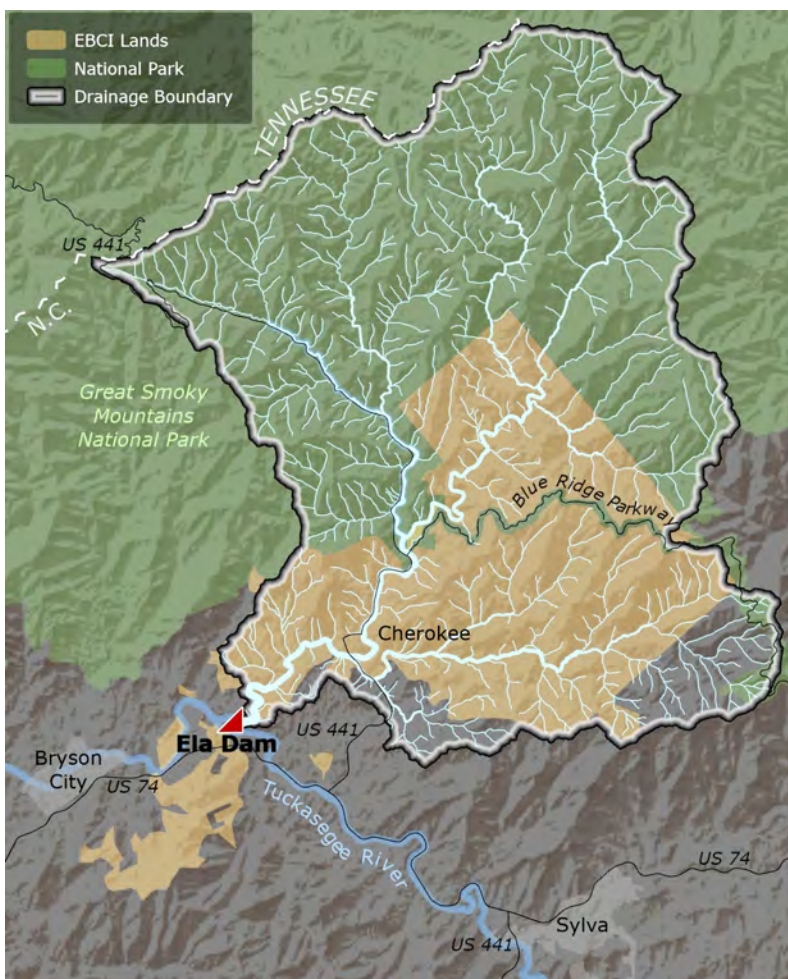 EBCI Lands
National Park
Drainage Boundary
TENNESSEE
US 441
N.C.
Great Smoky
Mountains
National Park
Blue Ridge Parkway
Cherokee
US 441
Ela Dam
Bryson
City
US 74
Tuckasegee River
US 74
Sylva
US 441